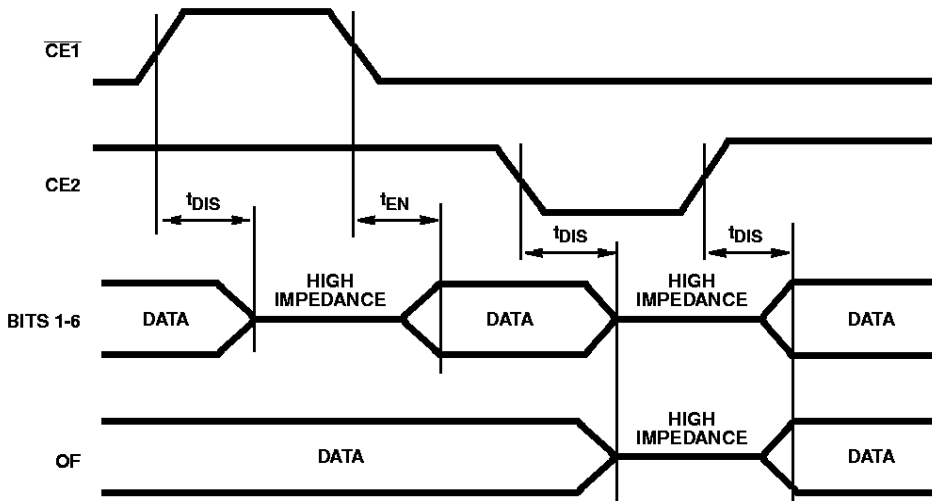 CE1
CE2
tDIS
tEN
tDIS
tDIS
BITS 1-6
DATA
HIGH
IMPEDANCE
DATA
HIGH
IMPEDANCE
DATA
OF
DATA
HIGH
IMPEDANCE
DATA